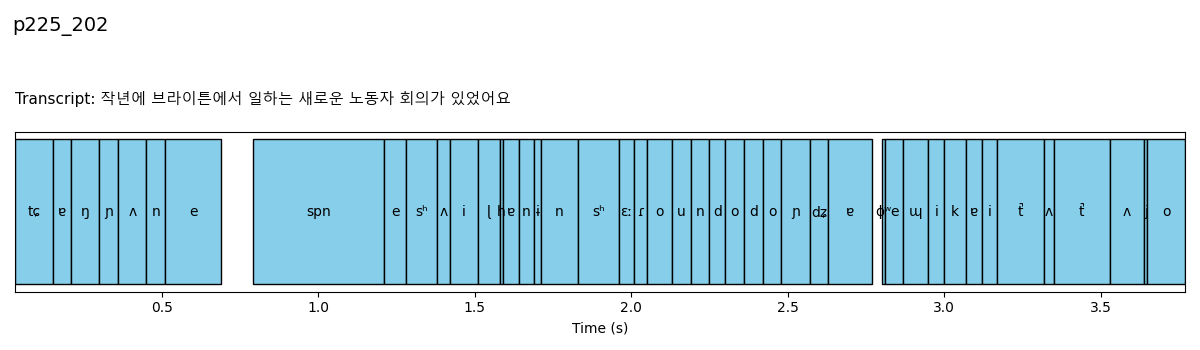 p225_202
Transcript: 작년에 브라이튼에서 일하는 새로운 노동자 회의가 있었어요
tɕ ɐ ŋ ɲ ʌ n e spn e sʰ ʌ i ɭ h ɐ n ɨ n sʰ ɛː ɾ o u n d o d o ɲ dʑ ɐ ɸʷ e ɰ i k ɐ i t͈ ʌ t͈ ʌ j o
0.5 1.0 1.5 2.0 2.5 3.0 3.5
Time (s)